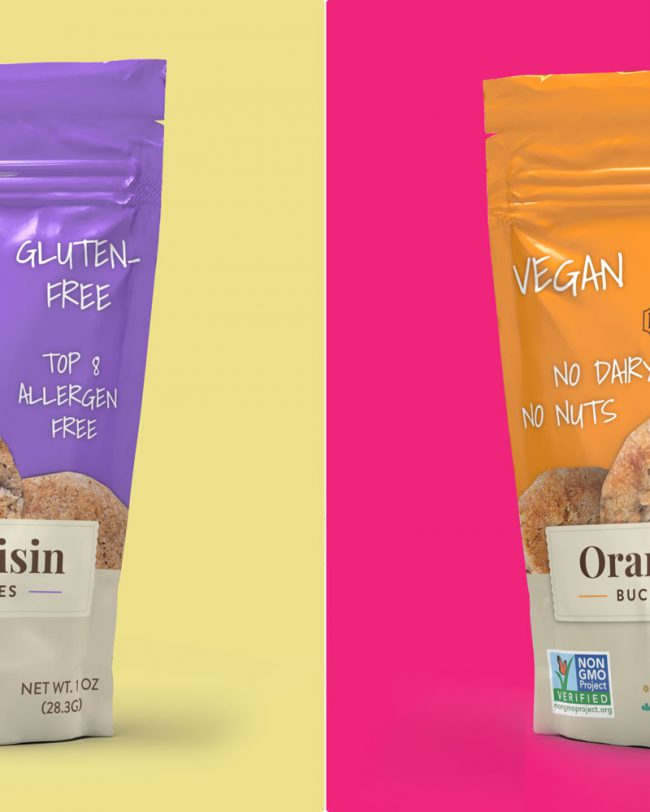 GLUTEN-
FREE
TOP 8
ALLERGEN
FREE
isin
ES
NET WT. 1 OZ
(28.3G)
VEGAN
NO DAIRY
NO NUTS
Oran
BUC
NON
GMO
Project
VERIFIED
nongmoproject.org